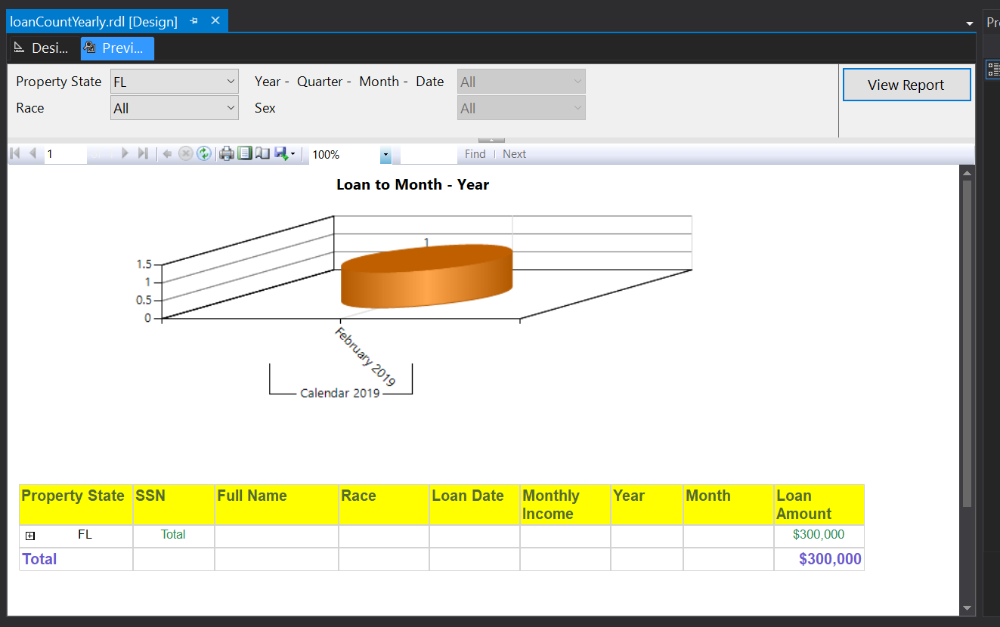 loanCountYearly.rdl [Design]
Pr
Desi...
Previ...
Property State
FL
Year - Quarter - Month - Date
All
View Report
Race
All
Sex
All
1
100%
Find
Next
Loan to Month - Year
1
1.5
1
0.5
0
February 2019
Calendar 2019
Property State SSN Full Name Race Loan Date Monthly Income Year Month Loan Amount
FL Total $300,000
Total $300,000